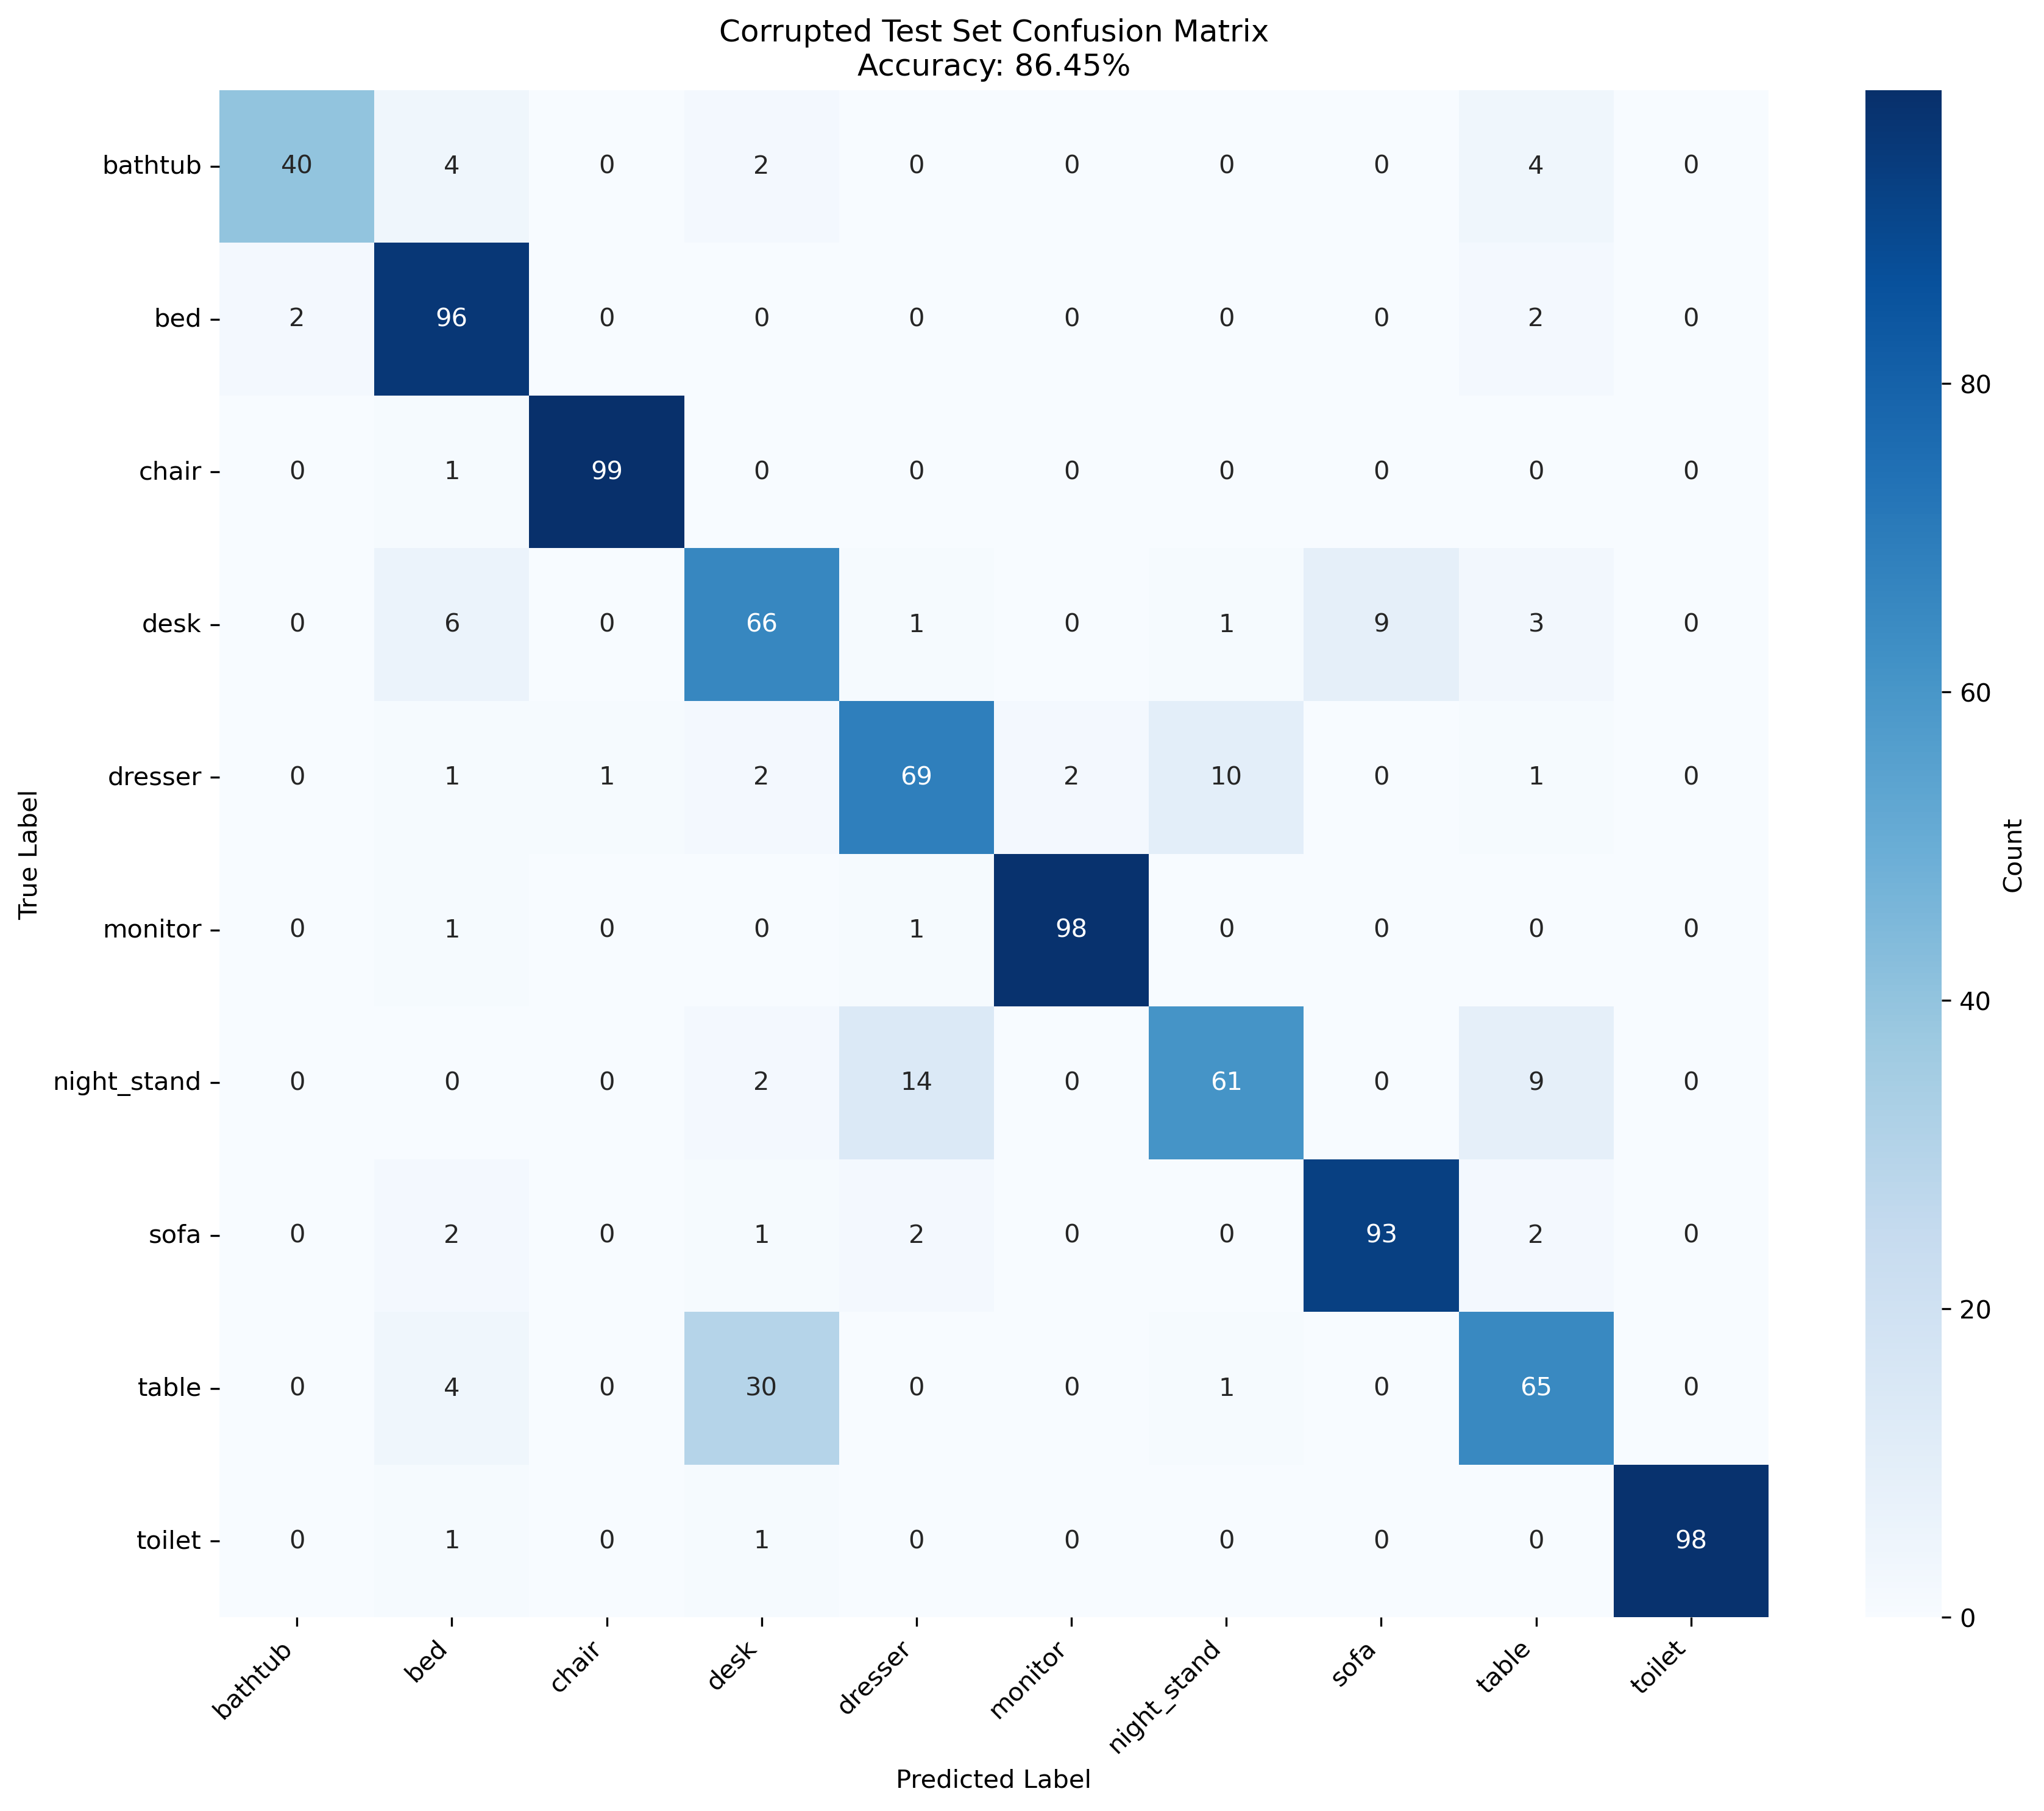 Corrupted Test Set Confusion Matrix
Accuracy: 86.45%
True Label
bathtub 40 4 0 2 0 0 0 0 4 0
bed 2 96 0 0 0 0 0 0 2 0
chair 0 1 99 0 0 0 0 0 0 0
desk 0 6 0 66 1 0 1 9 3 0
dresser 0 1 1 2 69 2 10 0 1 0
monitor 0 1 0 0 1 98 0 0 0 0
night_stand 0 0 0 2 14 0 61 0 9 0
sofa 0 2 0 1 2 0 0 93 2 0
table 0 4 0 30 0 0 1 0 65 0
toilet 0 1 0 1 0 0 0 0 0 98
bathtub bed chair desk dresser monitor night_stand sofa table toilet
Predicted Label
80
60
40
20
0
Count